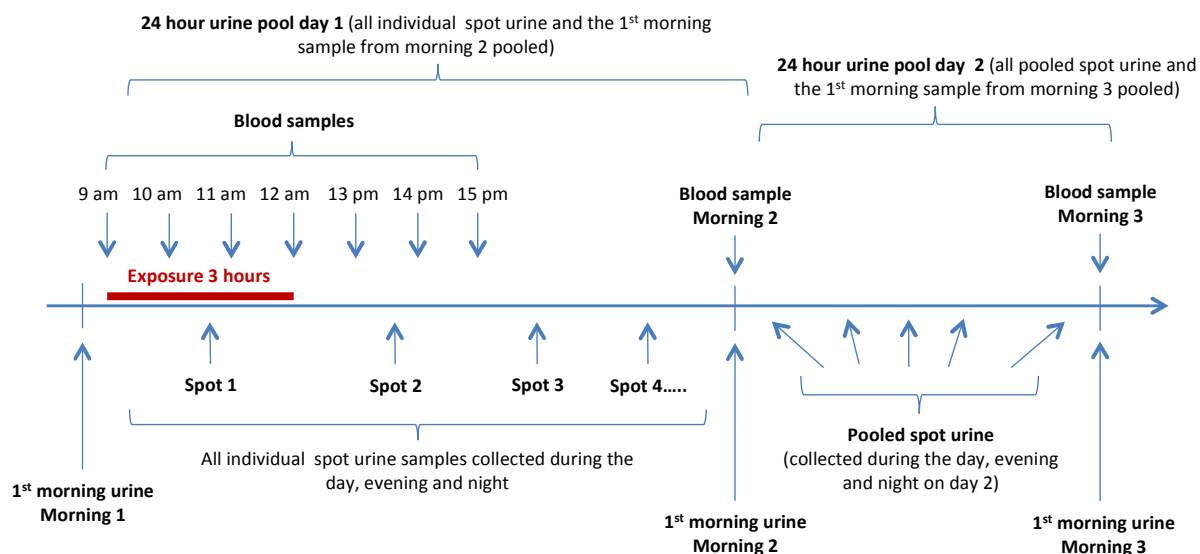 24 hour urine pool day 1 (all individual spot urine and the 1st morning
sample from morning 2 pooled)
24 hour urine pool day 2 (all pooled spot urine and
the 1st morning sample from morning 3 pooled)
Blood samples
9 am 10 am 11 am 12 am 13 pm 14 pm 15 pm
Blood sample
Morning 2
Blood sample
Morning 3
Exposure 3 hours
Spot 1 Spot 2 Spot 3 Spot 4.....
All individual spot urine samples collected during the
day, evening and night
Pooled spot urine
(collected during the day, evening
and night on day 2)
1st morning urine
Morning 1
1st morning urine
Morning 2
1st morning urine
Morning 3